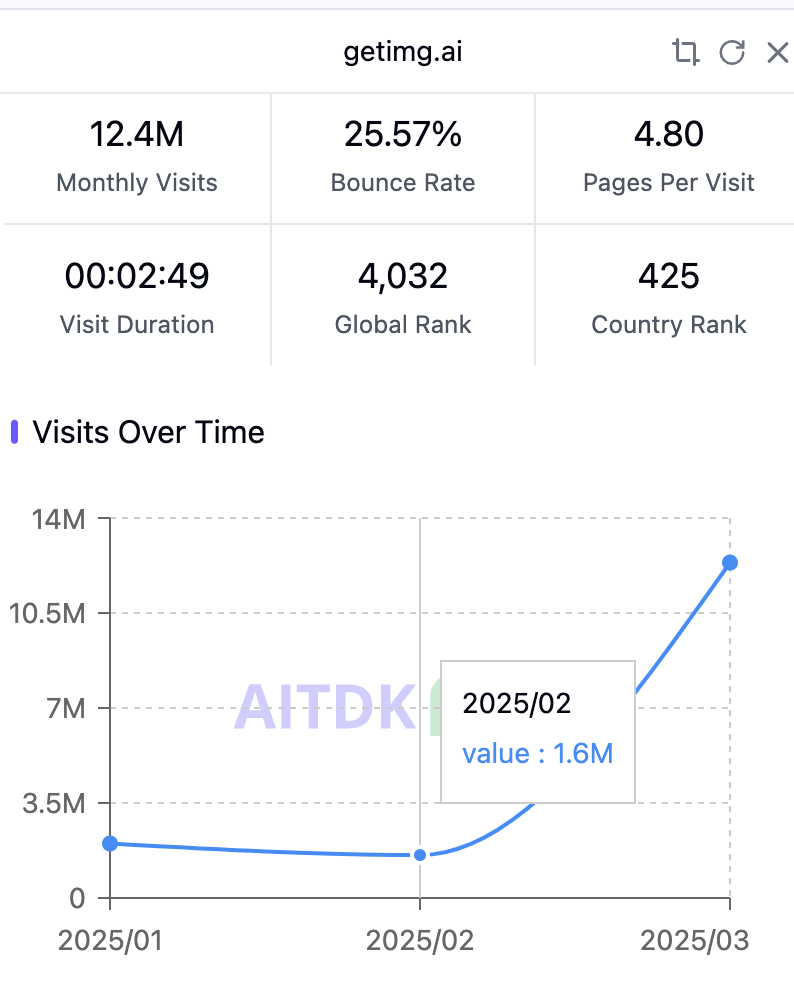 getimg.ai
12.4M 25.57% 4.80
Monthly Visits Bounce Rate Pages Per Visit
00:02:49 4,032 425
Visit Duration Global Rank Country Rank
Visits Over Time
14M
10.5M
7M
3.5M
0
AITDK
2025/02
value : 1.6M
2025/01 2025/02 2025/03